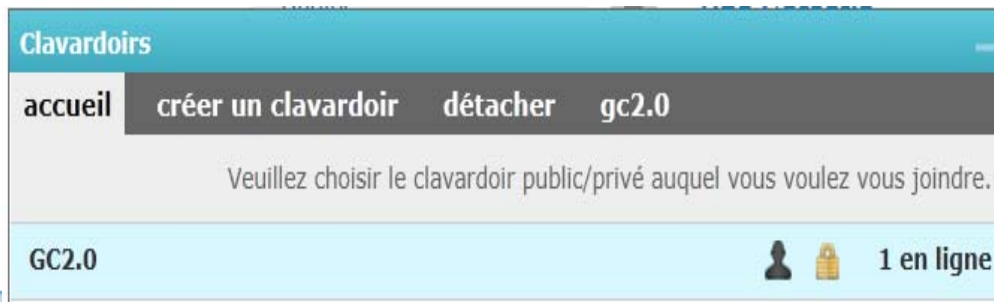 Clavardoirs
accueil créer un clavardoir détacher gc2.0
Veuillez choisir le clavardoir public/privé auquel vous voulez vous joindre.
GC2.0 1 en ligne